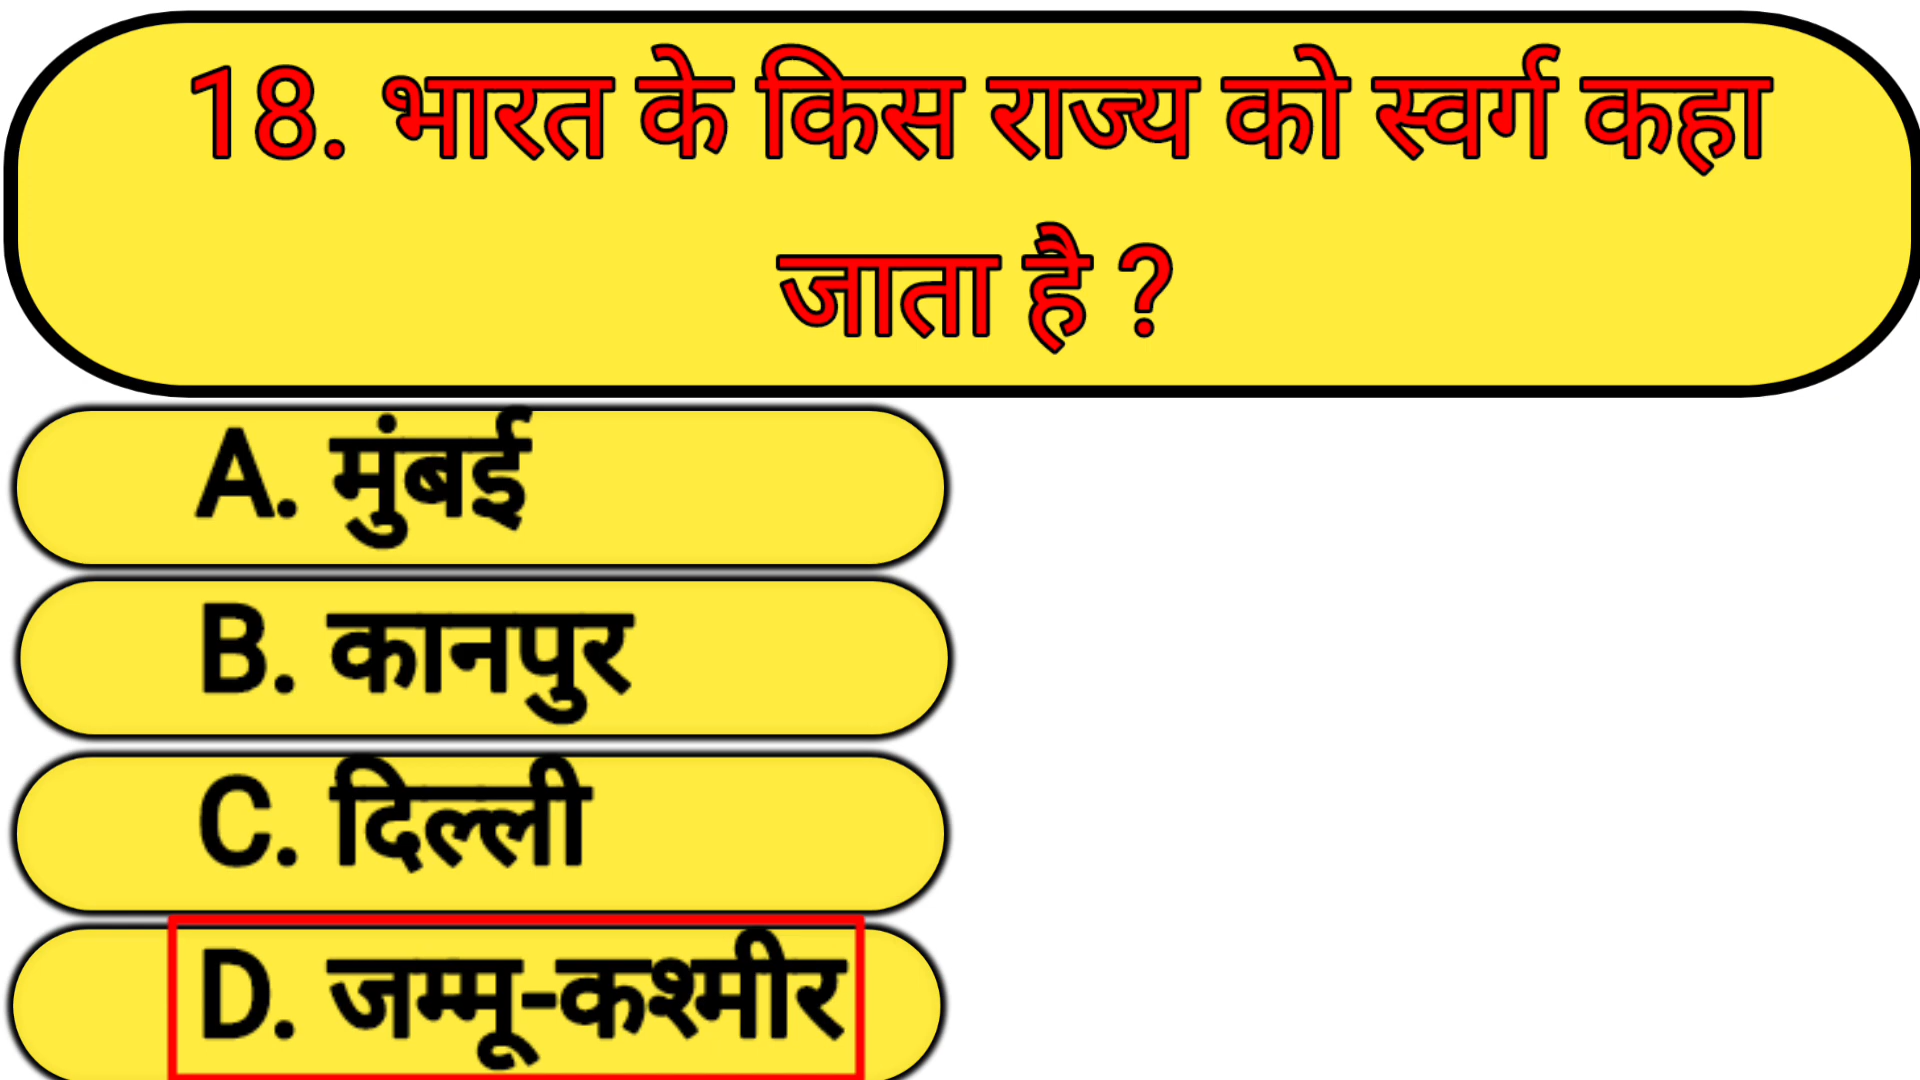 18. भारत के किस राज्य को स्वर्ग कहा
जाता है ?
A. मुंबई
B. कानपुर
C. दिल्ली
D. जम्मू-कश्मीर